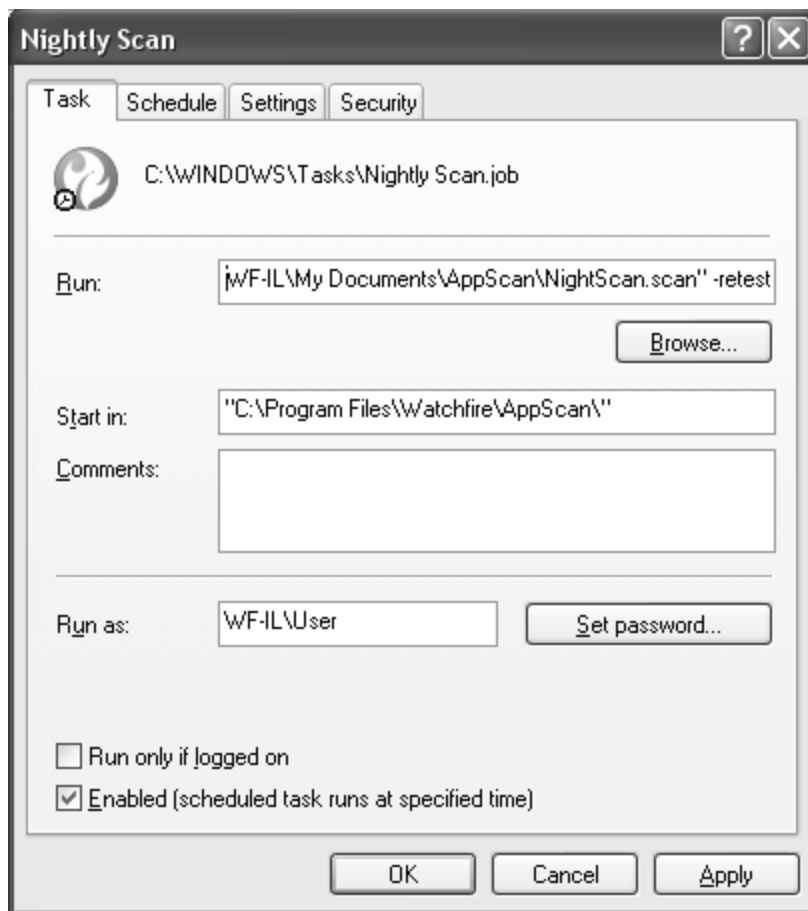 Nightly Scan
Task Schedule Settings Security
C:\WINDOWS\Tasks\Nightly Scan.job
Run: WF-IL\My Documents\AppScan\NightScan.scan" -retest
Browse...
Start in: "C:\Program Files\Watchfire\AppScan\"
Comments:
Run as: WF-IL\User Set password...
Run only if logged on
Enabled (scheduled task runs at specified time)
OK Cancel Apply